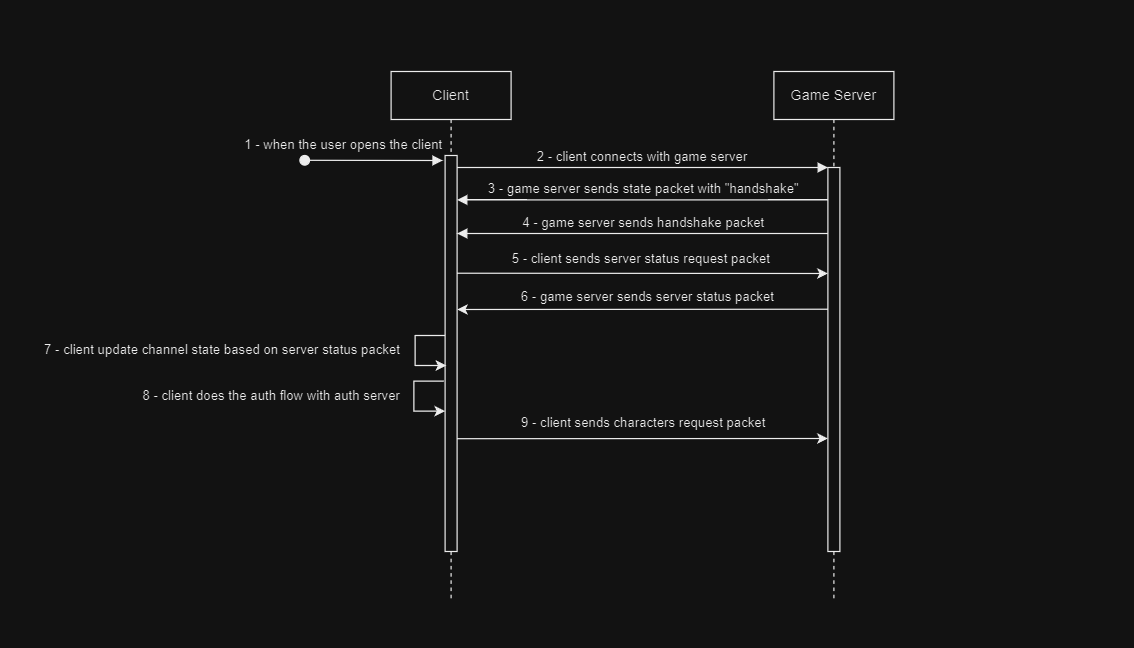 Client
Game Server
1 - when the user opens the client
2 - client connects with game server
3 - game server sends state packet with "handshake"
4 - game server sends handshake packet
5 - client sends server status request packet
6 - game server sends server status packet
7 - client update channel state based on server status packet
8 - client does the auth flow with auth server
9 - client sends characters request packet